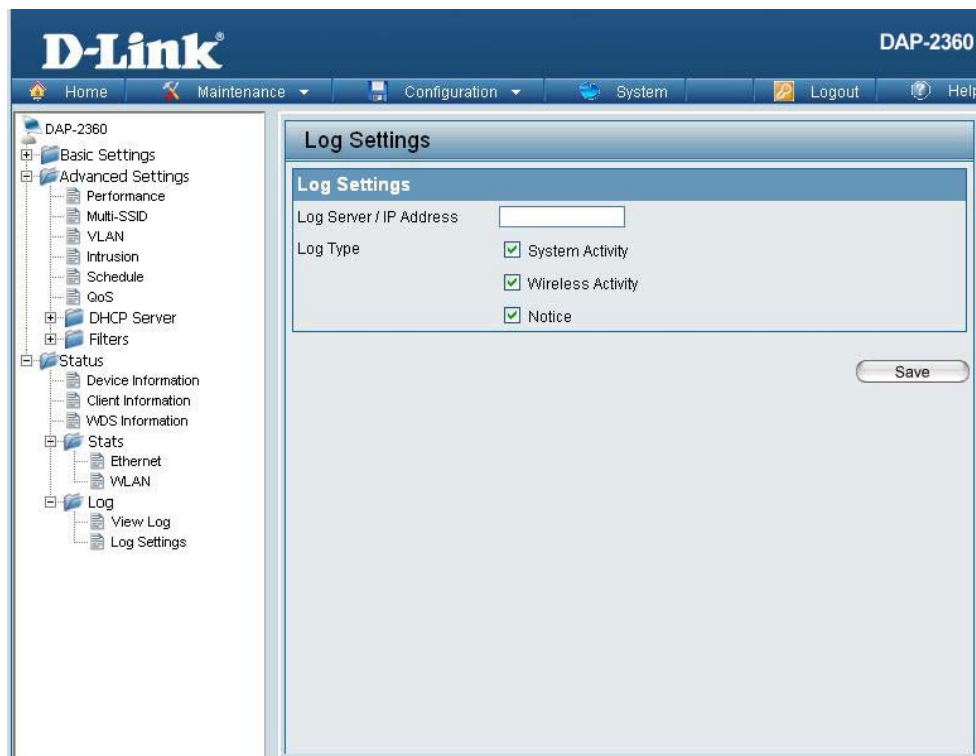 D-Link®
DAP-2360
Home Maintenance Configuration System Logout Help
DAP-2360
Basic Settings
Advanced Settings
Performance
Multi-SSID
VLAN
Intrusion
Schedule
QoS
DHCP Server
Filters
Status
Device Information
Client Information
WDS Information
Stats
Ethernet
WLAN
Log
View Log
Log Settings
Log Settings
Log Settings
Log Server / IP Address
Log Type
System Activity
Wireless Activity
Notice
Save